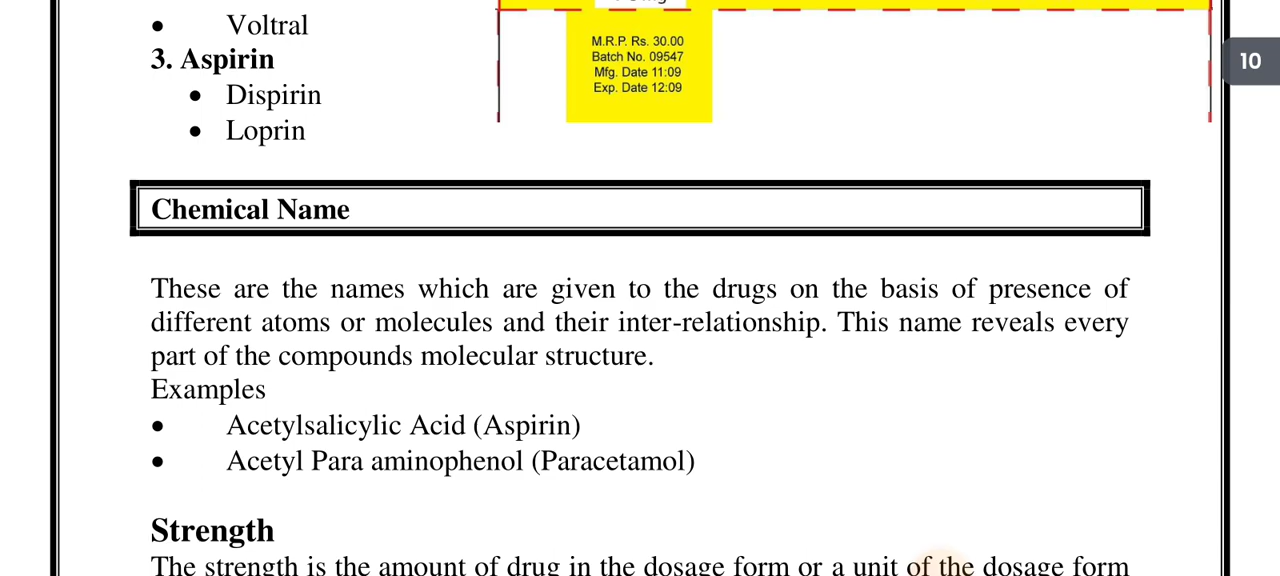 • Voltral
3. Aspirin
• Dispirin
• Loprin
M.R.P. Rs. 30.00
Batch No. 09547
Mfg. Date 11:09
Exp. Date 12:09
10
Chemical Name
These are the names which are given to the drugs on the basis of presence of
different atoms or molecules and their inter-relationship. This name reveals every
part of the compounds molecular structure.
Examples
• Acetylsalicylic Acid (Aspirin)
• Acetyl Para aminophenol (Paracetamol)
Strength
The strength is the amount of drug in the dosage form or a unit of the dosage form